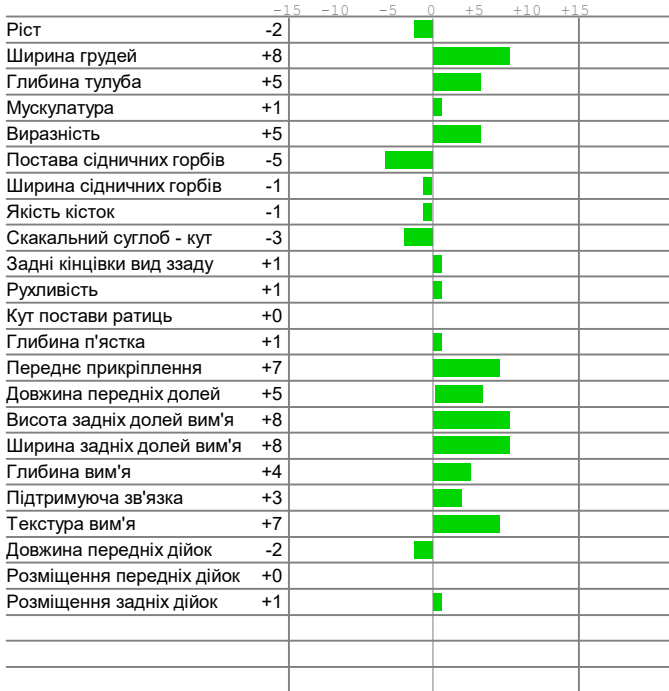 -15 -10 -5 0 +5 +10 +15
Ріст -2
Ширина грудей +8
Глибина тулуба +5
Мускулатура +1
Виразність +5
Постава сідничних горбів -5
Ширина сідничних горбів -1
Якість кісток -1
Скакальний суглоб - кут -3
Задні кінцівки вид ззаду +1
Рухливість +1
Кут постави ратиць +0
Глибина п'ястка +1
Переднє прикріплення +7
Довжина передніх долей +5
Висота задніх долей вим'я +8
Ширина задніх долей вим'я +8
Глибина вим'я +4
Підтримуюча зв'язка +3
Текстура вим'я +7
Довжина передніх дійок -2
Розміщення передніх дійок +0
Розміщення задніх дійок +1